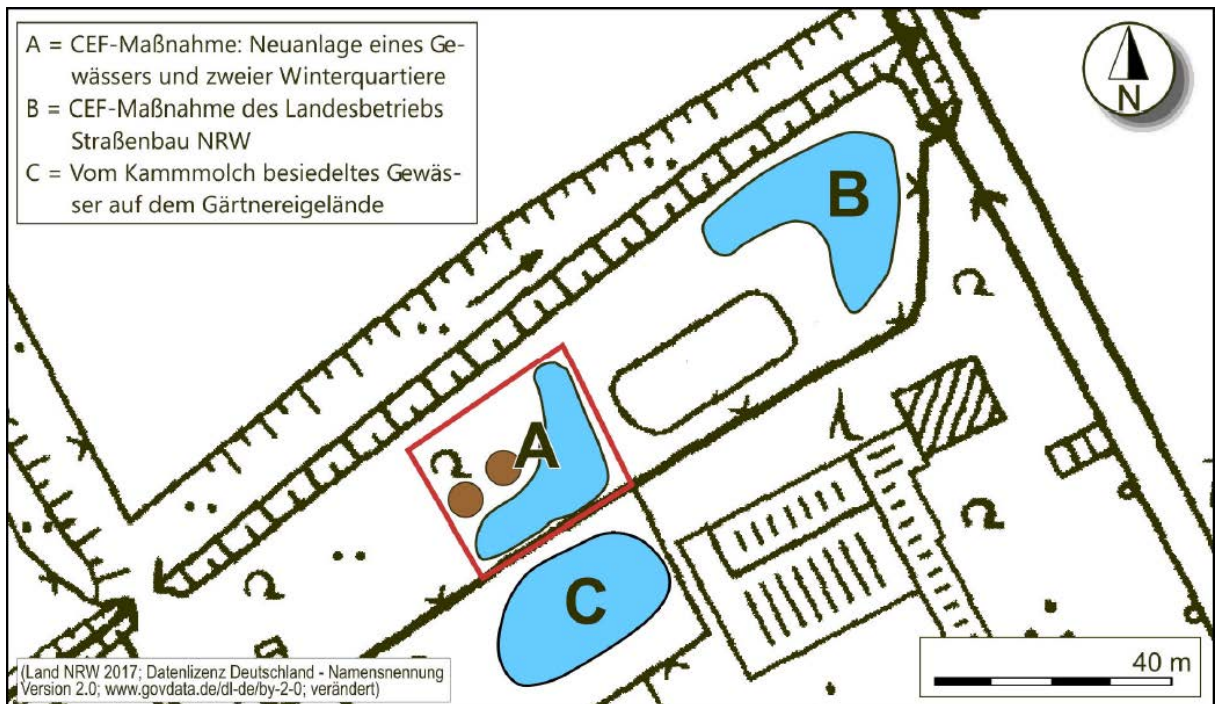 A = CEF-Maßnahme: Neuanlage eines Ge-
wässers und zweier Winterquartiere
B = CEF-Maßnahme des Landesbetriebs
Straßenbau NRW
C = Vom Kammmolch besiedeltes Gewäs-
ser auf dem Gärtnereigelände
N
B
A
C
40 m
(Land NRW 2017; Datenlizenz Deutschland - Namensnennung
Version 2.0; www.govdata.de/dl-de/by-2-0; verändert)